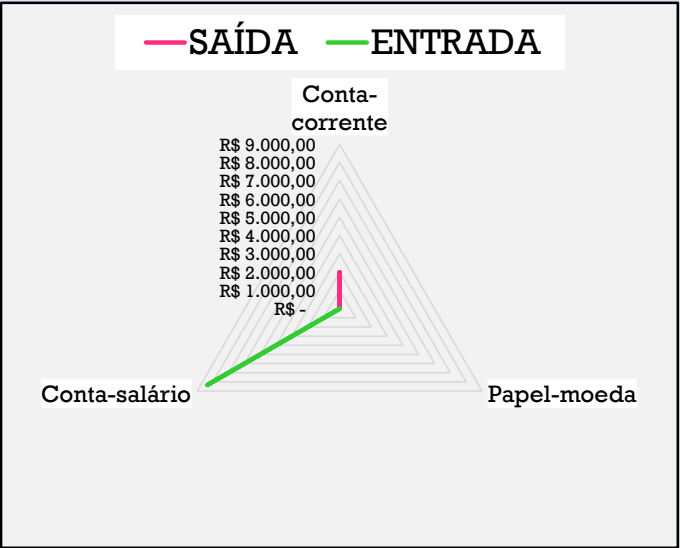 SAÍDA ENTRADA
Conta-
corrente
R$ 9.000,00
R$ 8.000,00
R$ 7.000,00
R$ 6.000,00
R$ 5.000,00
R$ 4.000,00
R$ 3.000,00
R$ 2.000,00
R$ 1.000,00
R$ -
Conta-salário
Papel-moeda